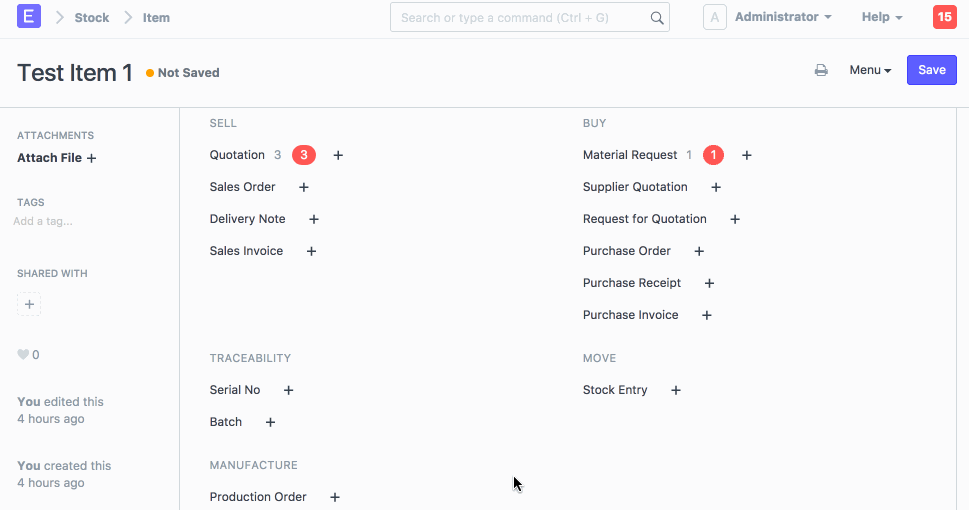 E Stock Item
Search or type a command (Ctrl + G)
A Administrator Help 15
Test Item 1 Not Saved
Menu Save
ATTACHMENTS
Attach File +
TAGS
Add a tag...
SHARED WITH
+
0
You edited this
4 hours ago
You created this
4 hours ago
SELL
Quotation 3 3 +
Sales Order +
Delivery Note +
Sales Invoice +
BUY
Material Request 1 1 +
Supplier Quotation +
Request for Quotation +
Purchase Order +
Purchase Receipt +
Purchase Invoice +
TRACEABILITY
Serial No +
Batch +
MOVE
Stock Entry +
MANUFACTURE
Production Order +